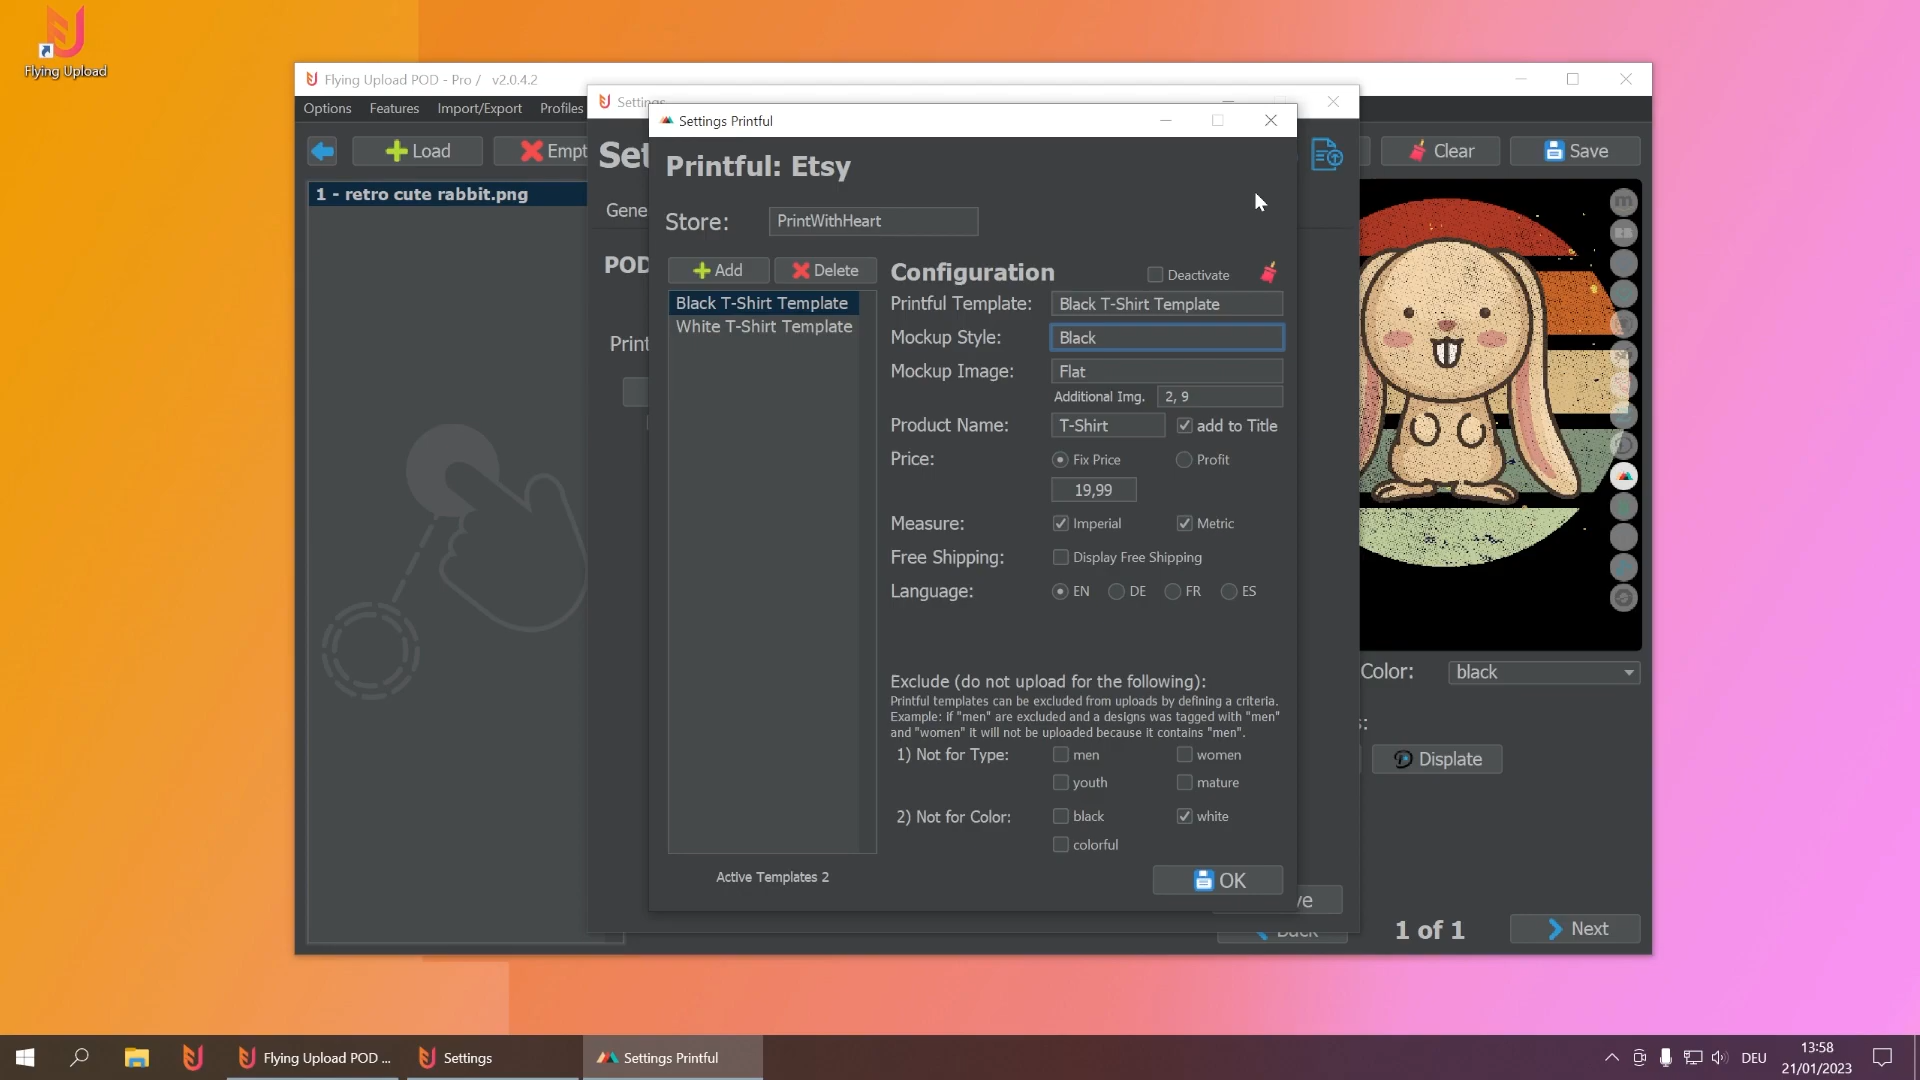 Flying Upload
Flying Upload POD - Pro / v2.0.4.2
Options Features Import/Export Profiles
Load
Empt
Clear
Save
1 - retro cute rabbit.png
Settings
Set
Gene
POD
Print
Settings Printful
Printful: Etsy
Store: PrintWithHeart
Add
Delete
Black T-Shirt Template
White T-Shirt Template
Active Templates 2
Configuration
Deactivate
Printful Template: Black T-Shirt Template
Mockup Style: Black
Mockup Image: Flat
Additional Img. 2, 9
Product Name: T-Shirt add to Title
Price: Fix Price Profit
19,99
Measure: Imperial Metric
Free Shipping: Display Free Shipping
Language: EN DE FR ES
Exclude (do not upload for the following):
Printful templates can be excluded from uploads by defining a criteria.
Example: if "men" are excluded and a designs was tagged with "men"
and "women" it will not be uploaded because it contains "men".
1) Not for Type: men women
youth mature
2) Not for Color: black white
colorful
OK
ve
Back
Color: black
s:
Displate
1 of 1
Next
Flying Upload POD ...
Settings
Settings Printful
DEU
13:58
21/01/2023